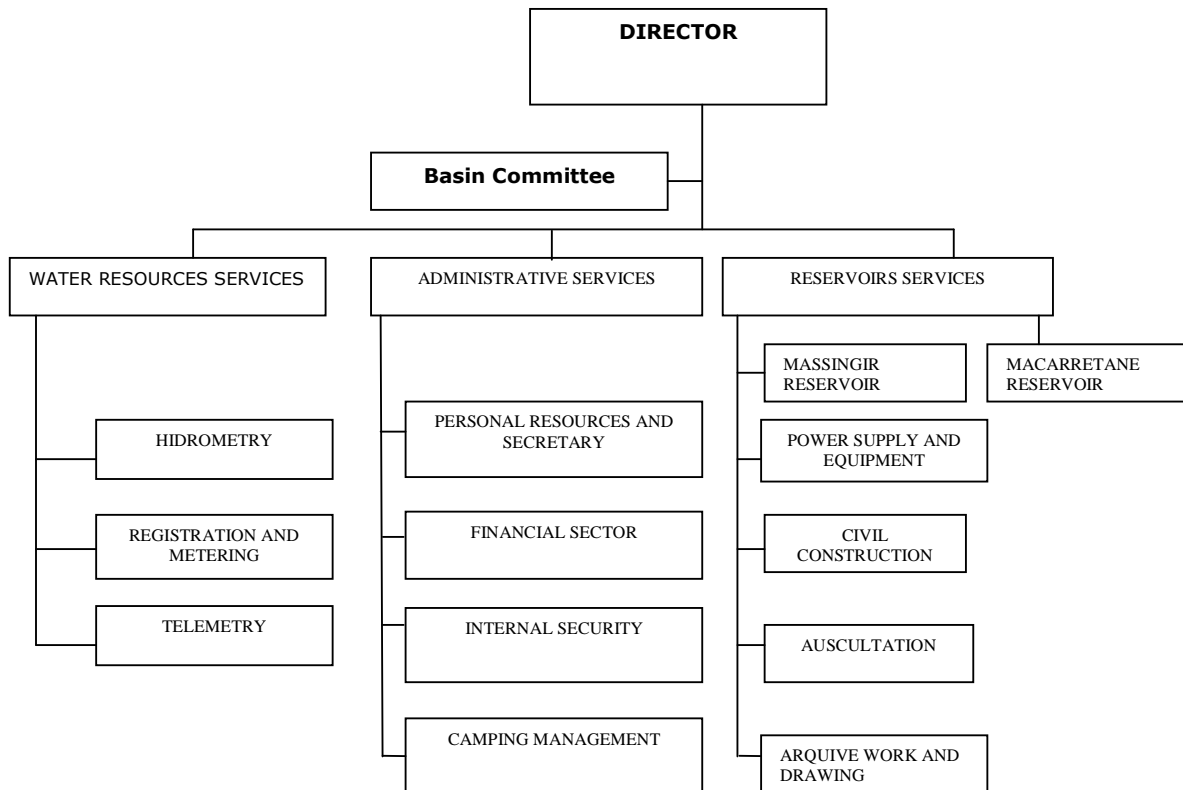 DIRECTOR
Basin Committee
WATER RESOURCES SERVICES
ADMINISTRATIVE SERVICES
RESERVOIRS SERVICES
MASSINGIR
RESERVOIR
MACARRETANE
RESERVOIR
HIDROMETRY
PERSONAL RESOURCES AND
SECRETARY
POWER SUPPLY AND
EQUIPMENT
REGISTRATION AND
METERING
FINANCIAL SECTOR
CIVIL
CONSTRUCTION
TELEMETRY
INTERNAL SECURITY
AUSCULTATION
CAMPING MANAGEMENT
ARQUIVE WORK AND
DRAWING